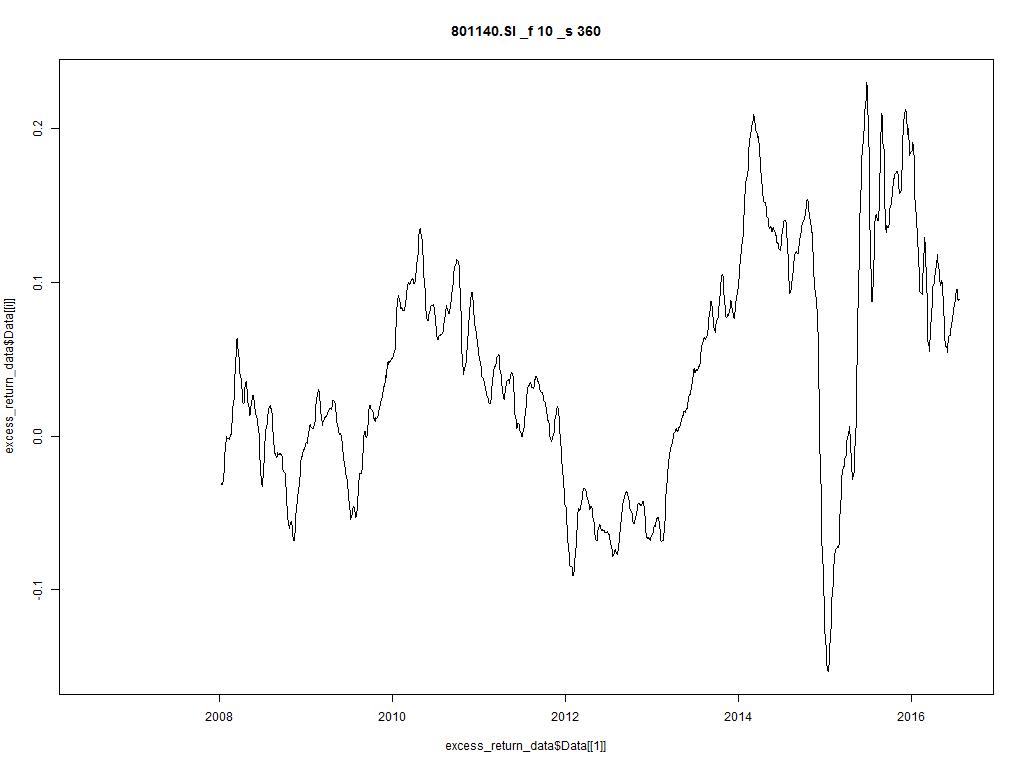 801140.SI _f 10 _s 360
excess_return_data$Data[[i]]
0.2
0.1
0.0
-0.1
2008 2010 2012 2014 2016
excess_return_data$Data[[1]]